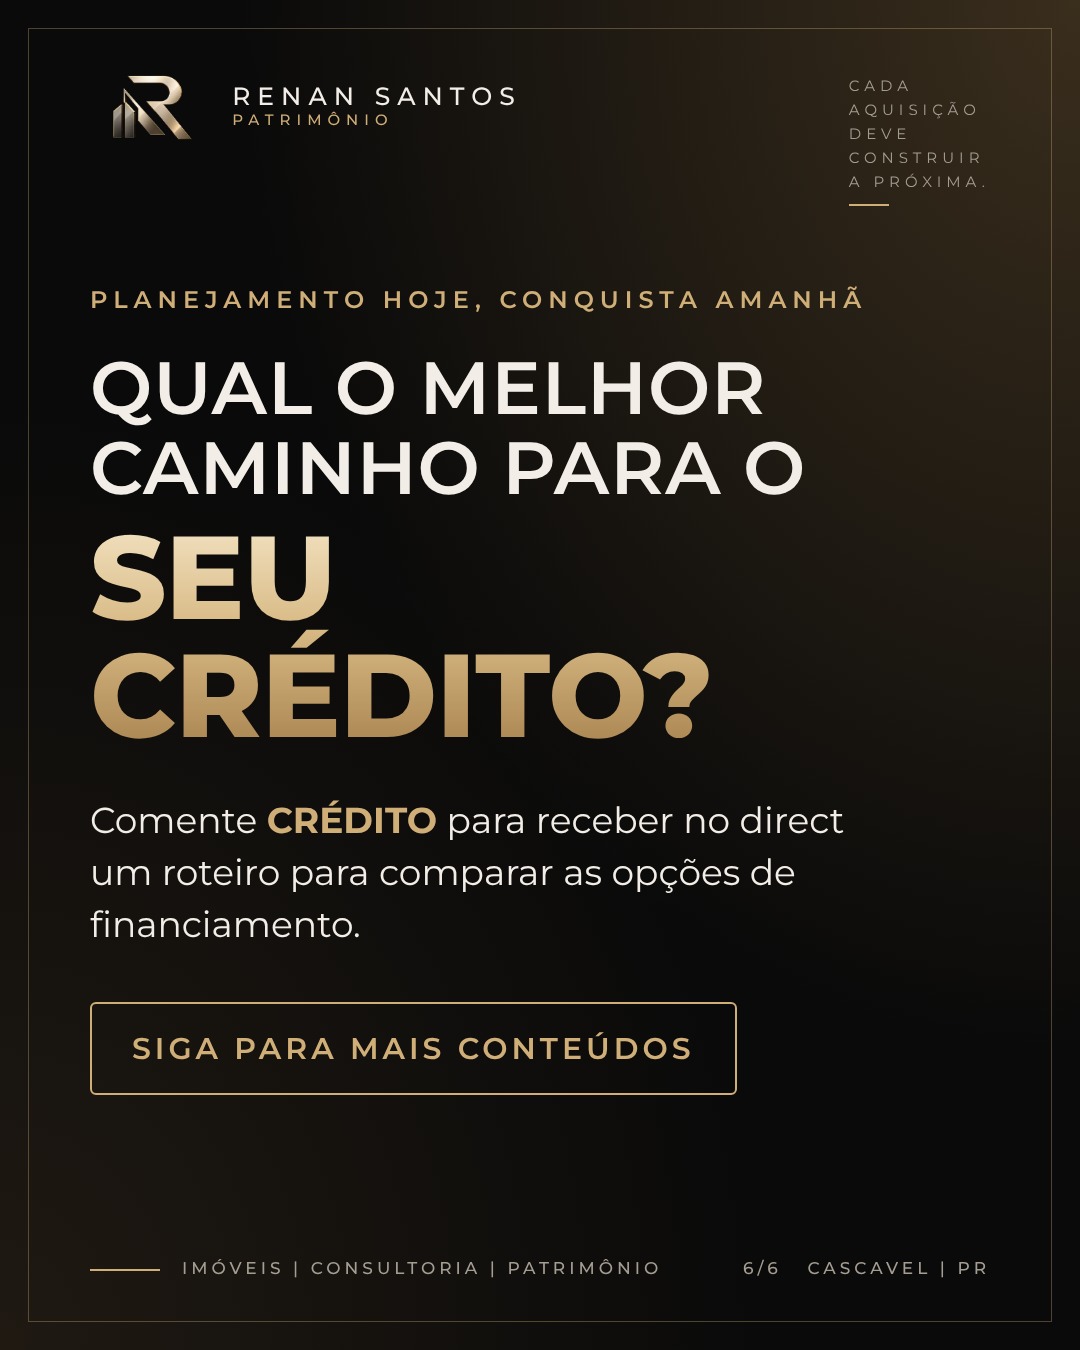 RENAN SANTOS
PATRIMÔNIO
CADA
AQUISIÇÃO
DEVE
CONSTRUIR
A PRÓXIMA.
PLANEJAMENTO HOJE, CONQUISTA AMANHÃ
QUAL O MELHOR
CAMINHO PARA O
SEU
CRÉDITO?
Comente CRÉDITO para receber no direct
um roteiro para comparar as opções de
financiamento.
SIGA PARA MAIS CONTEÚDOS
IMÓVEIS | CONSULTORIA | PATRIMÔNIO
6/6 CASCAVEL | PR